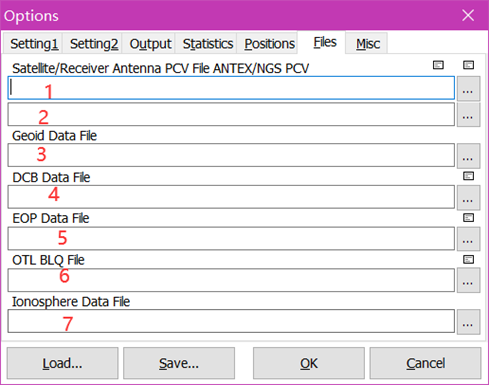 Options
Setting1 Setting2 Output Statistics Positions Files Misc
Satellite/Receiver Antenna PCV File ANTEX/NGS PCV
1
...
2
...
Geoid Data File
3
...
DCB Data File
4
...
EOP Data File
5
...
OTL BLQ File
6
...
Ionosphere Data File
7
...
Load... Save... OK Cancel